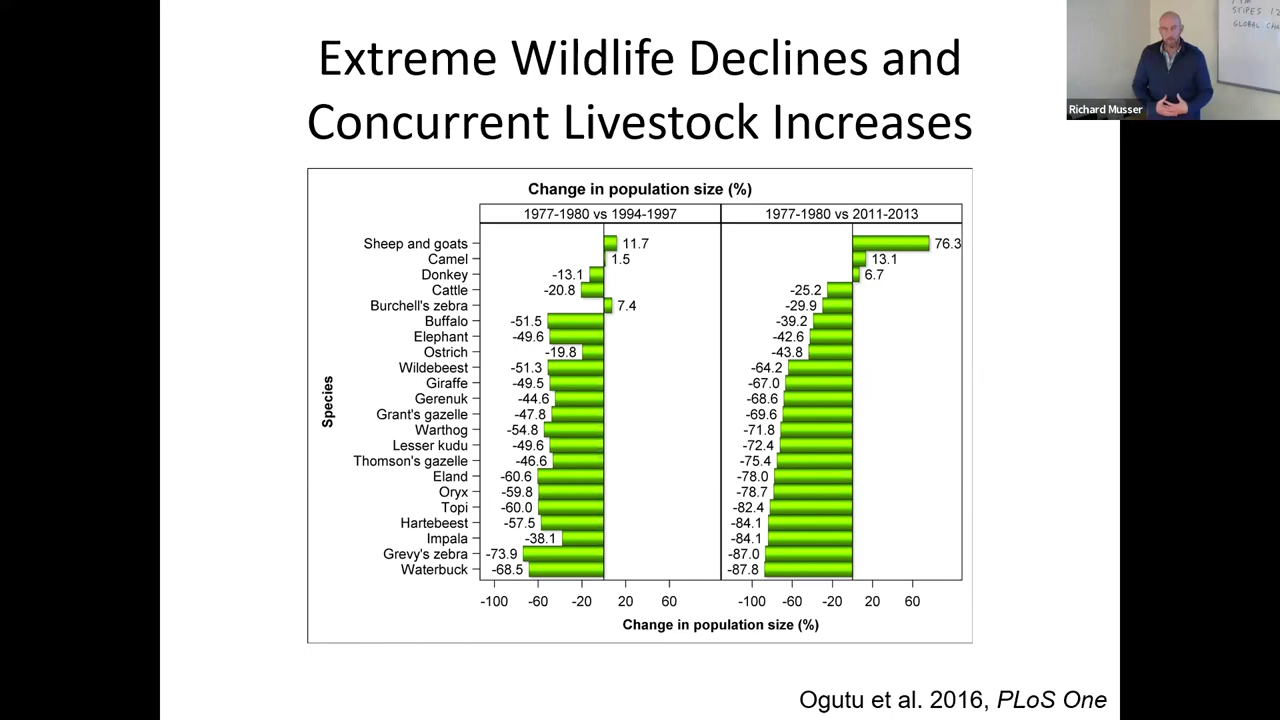 Extreme Wildlife Declines and
Concurrent Livestock Increases
Change in population size (%)
1977-1980 vs 1994-1997 1977-1980 vs 2011-2013
Species
Sheep and goats 11.7 76.3
Camel 1.5 13.1
Donkey -13.1 6.7
Cattle -20.8 -25.2
Burchell's zebra 7.4 -29.9
Buffalo -51.5 -39.2
Elephant -49.6 -42.6
Ostrich -19.8 -43.8
Wildebeest -51.3 -64.2
Giraffe -49.5 -67.0
Gerenuk -44.6 -68.6
Grant's gazelle -47.8 -69.6
Warthog -54.8 -71.8
Lesser kudu -49.6 -72.4
Thomson's gazelle -46.6 -75.4
Eland -60.6 -78.0
Oryx -59.8 -78.7
Topi -60.0 -82.4
Hartebeest -57.5 -84.1
Impala -38.1 -84.1
Grevy's zebra -73.9 -87.0
Waterbuck -68.5 -87.8
-100 -60 -20 20 60 -100 -60 -20 20 60
Change in population size (%)
Ogutu et al. 2016, PLoS One
Richard Musser
STIPES 12
GLOBAL CHA